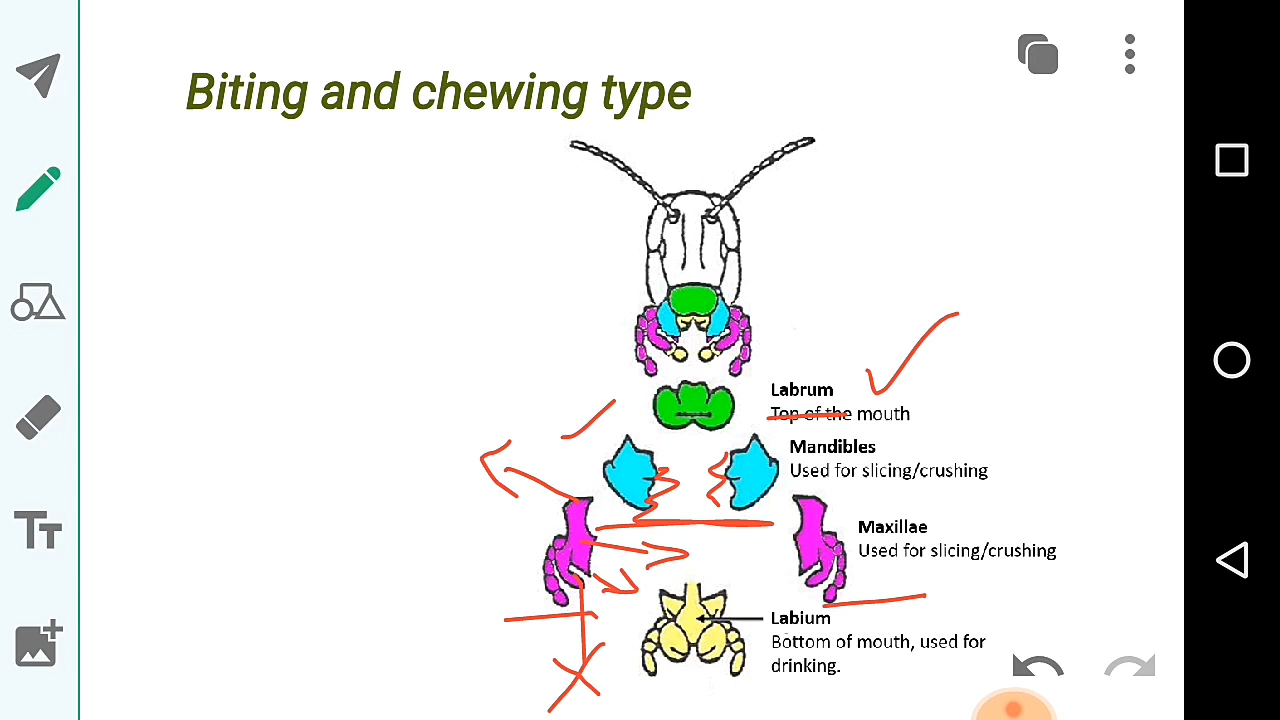 Biting and chewing type
Labrum
Top of the mouth
Mandibles
Used for slicing/crushing
Maxillae
Used for slicing/crushing
Labium
Bottom of mouth, used for
drinking.
TT